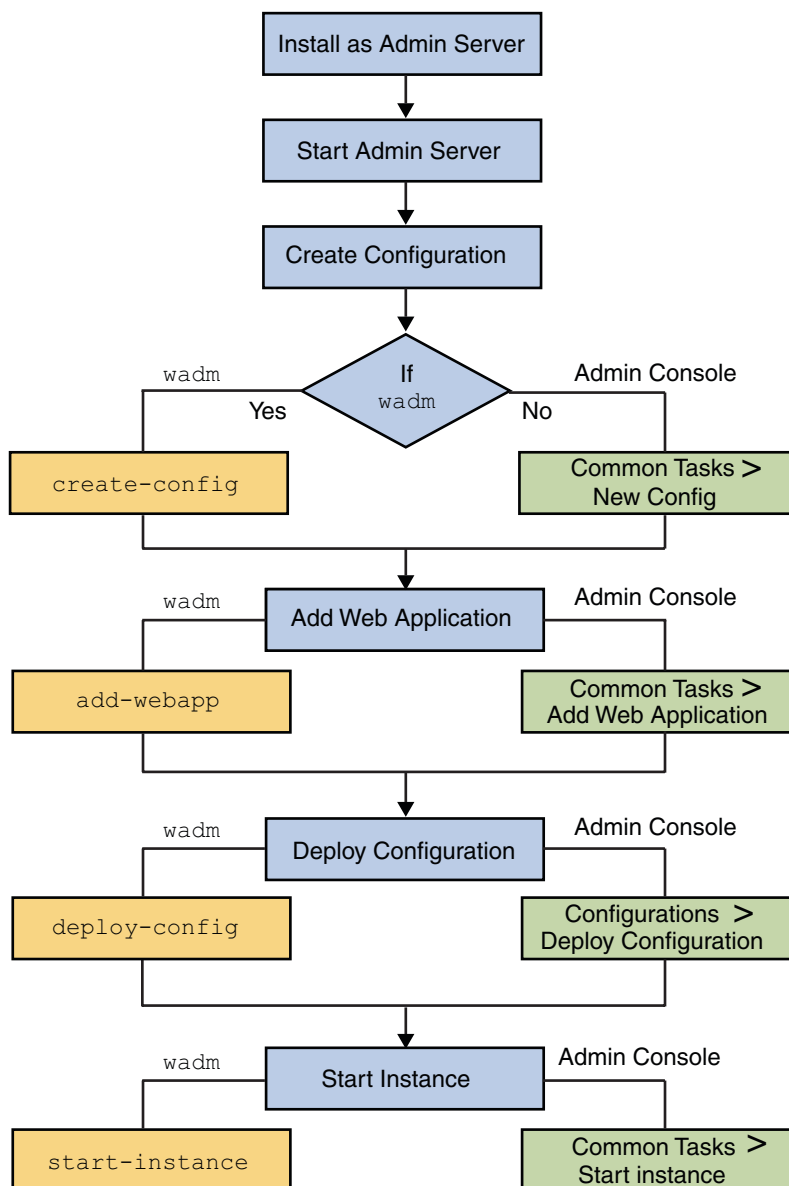 Install as Admin Server
Start Admin Server
Create Configuration
If
wadm
wadm
Yes
No
Admin Console
create-config
Common Tasks >
New Config
wadm
Add Web Application
Admin Console
add-webapp
Common Tasks >
Add Web Application
wadm
Deploy Configuration
Admin Console
deploy-config
Configurations >
Deploy Configuration
wadm
Start Instance
Admin Console
start-instance
Common Tasks >
Start instance